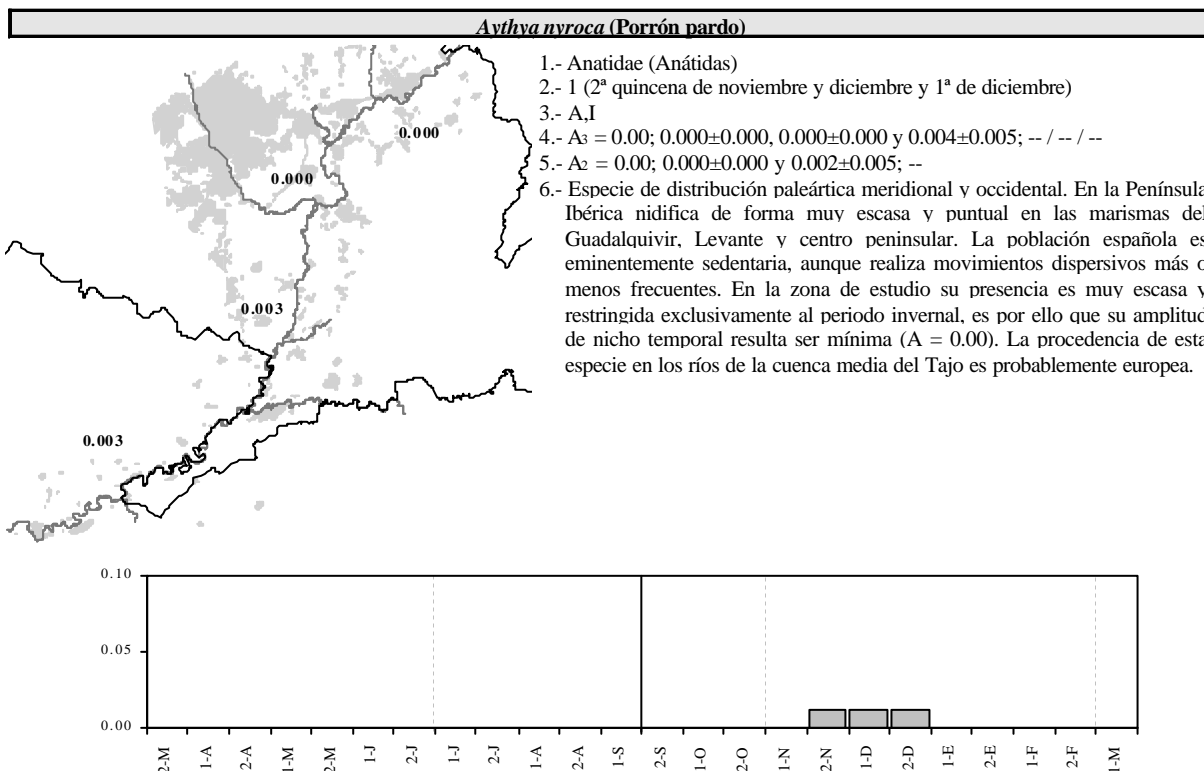 Aythya nyroca (Porrón pardo)
1.- Anatidae (Anátidas)
2.- 1 (2ª quincena de noviembre y diciembre y 1ª de diciembre)
3.- A,I
4.- A3 = 0.00; 0.000±0.000, 0.000±0.000 y 0.004±0.005; -- / -- / --
5.- A2 = 0.00; 0.000±0.000 y 0.002±0.005; --
6.- Especie de distribución paleártica meridional y occidental. En la Península
Ibérica nidifica de forma muy escasa y puntual en las marismas del
Guadalquivir, Levante y centro peninsular. La población española es
eminentemente sedentaria, aunque realiza movimientos dispersivos más o
menos frecuentes. En la zona de estudio su presencia es muy escasa y
restringida exclusivamente al periodo invernal, es por ello que su amplitud
de nicho temporal resulta ser mínima (A = 0.00). La procedencia de esta
especie en los ríos de la cuenca media del Tajo es probablemente europea.
0.000
0.000
0.003
0.003
0.10
0.05
0.00
2-M
1-A
2-A
1-M
2-M
1-J
2-J
1-J
2-J
1-A
2-A
1-S
2-S
1-O
2-O
1-N
2-N
1-D
2-D
1-E
2-E
1-F
2-F
1-M